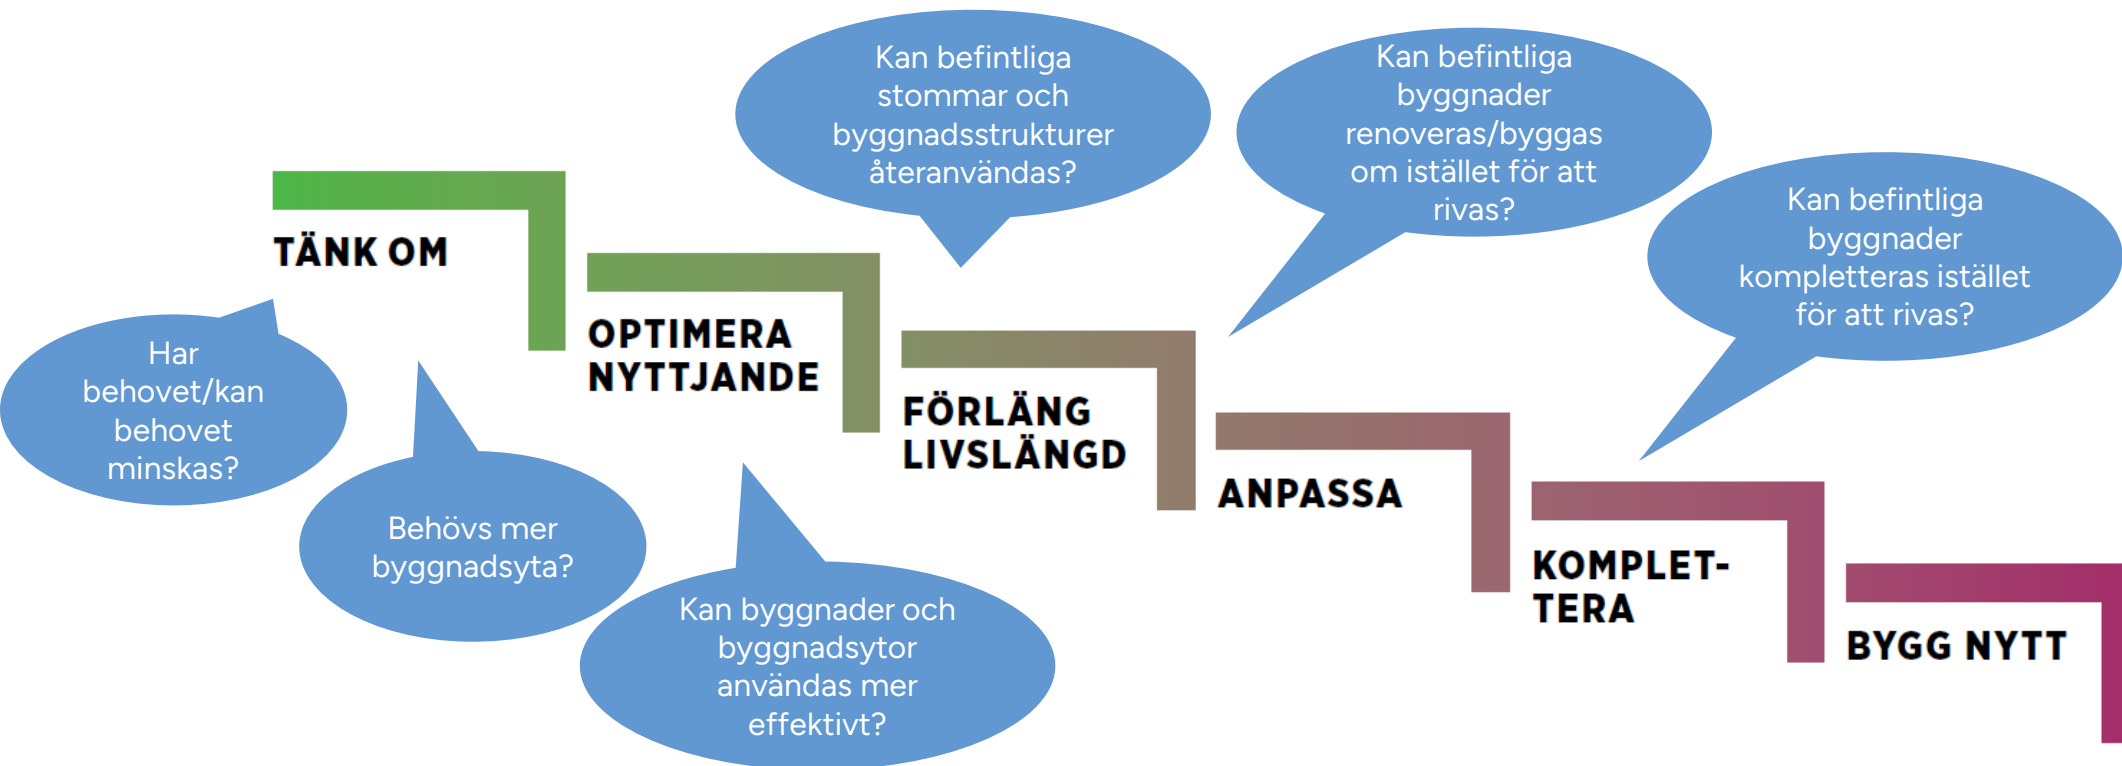 TÄNK OM
Har
behovet/kan
behovet
minskas?
Behövs mer
byggnadsyta?
OPTIMERA
NYTTJANDE
Kan byggnader och
byggnadsytor
användas mer
effektivt?
Kan befintliga
stommar och
byggnadsstrukturer
återanvändas?
FÖRLÄNG
LIVSLÄNGD
Kan befintliga
byggnader
renoveras/byggas
om istället för att
rivas?
ANPASSA
Kan befintliga
byggnader
kompletteras istället
för att rivas?
KOMPLET-
TERA
BYGG NYTT